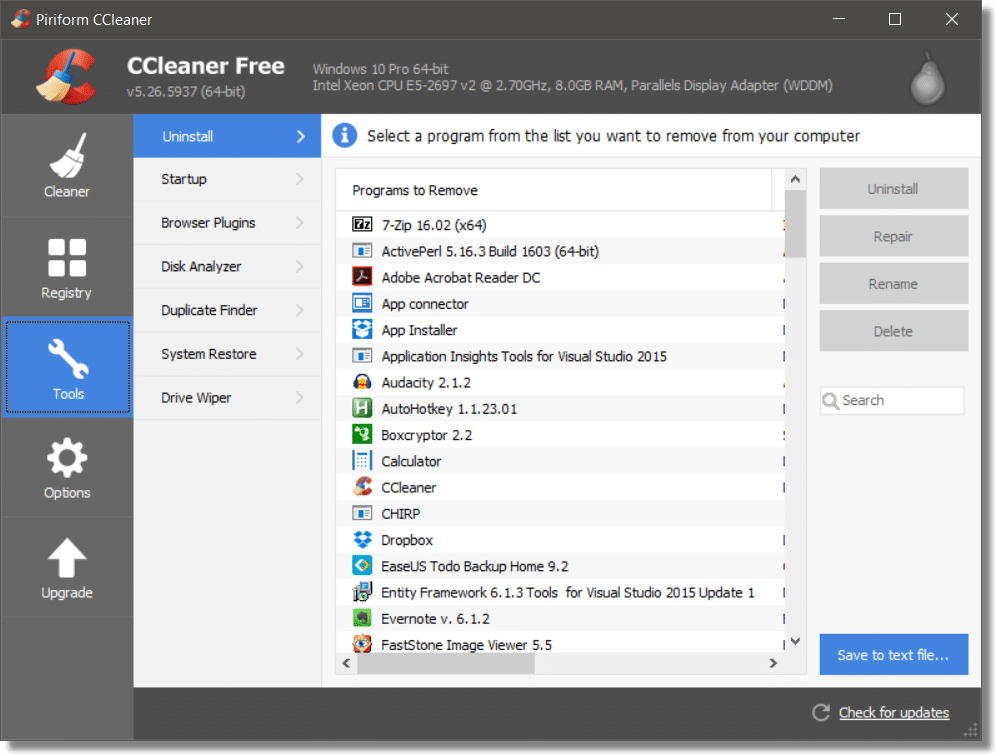 Piriform CCleaner
CCleaner Free
v5.26.5937 (64-bit)
Windows 10 Pro 64-bit
Intel Xeon CPU E5-2697 v2 @ 2.70GHz, 8.0GB RAM, Parallels Display Adapter (WDDM)
Cleaner
Registry
Tools
Options
Upgrade
Uninstall
Startup
Browser Plugins
Disk Analyzer
Duplicate Finder
System Restore
Drive Wiper
Select a program from the list you want to remove from your computer
Programs to Remove
7-Zip 16.02 (x64)
ActivePerl 5.16.3 Build 1603 (64-bit)
Adobe Acrobat Reader DC
App connector
App Installer
Application Insights Tools for Visual Studio 2015
Audacity 2.1.2
AutoHotkey 1.1.23.01
Boxcryptor 2.2
Calculator
CCleaner
CHIRP
Dropbox
EaseUS Todo Backup Home 9.2
Entity Framework 6.1.3 Tools  for Visual Studio 2015 Update 1
Evernote v. 6.1.2
FastStone Image Viewer 5.5
Uninstall
Repair
Rename
Delete
Search
Save to text file...
Check for updates